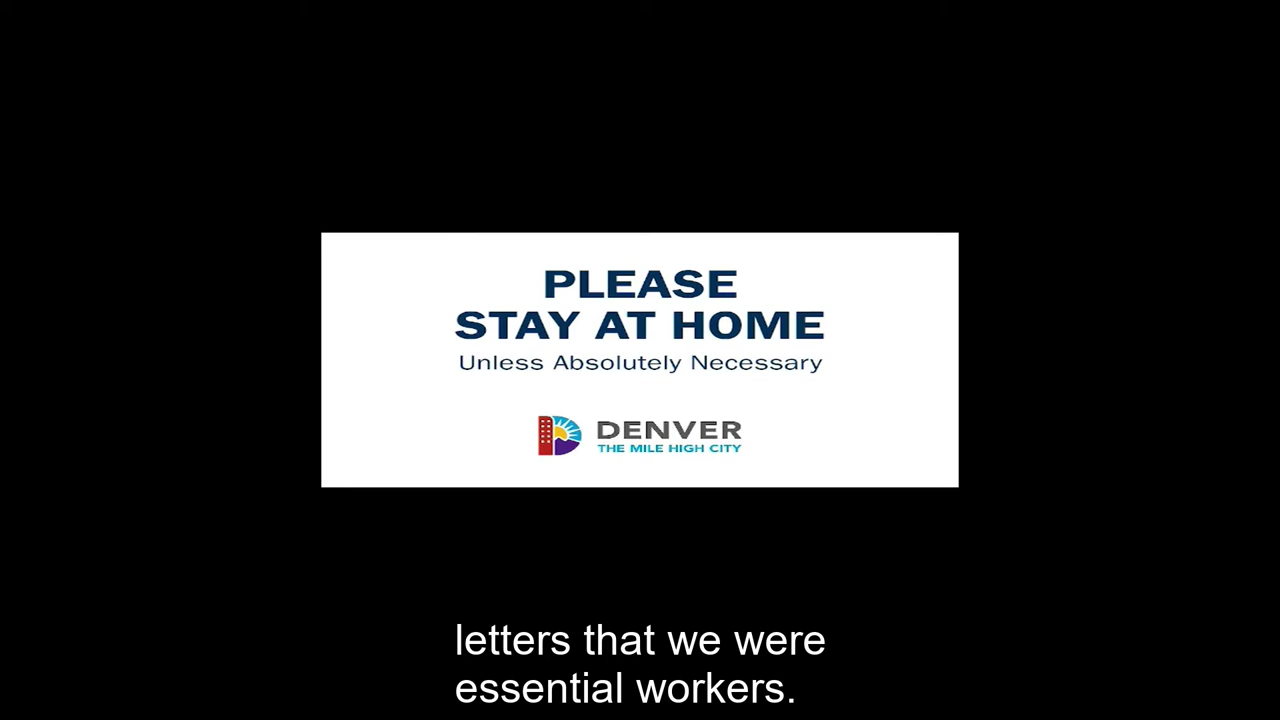 PLEASE
STAY AT HOME
Unless Absolutely Necessary
DENVER
THE MILE HIGH CITY
letters that we were
essential workers.